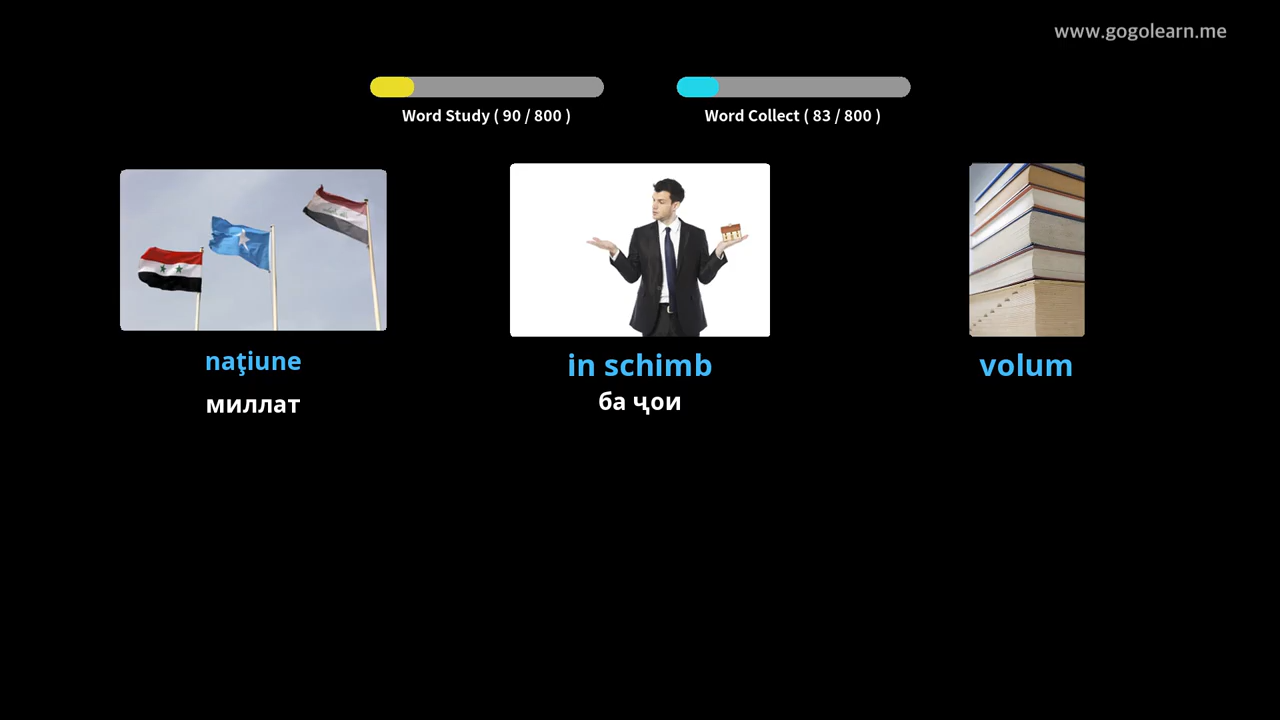 www.gogolearn.me
Word Study ( 90 / 800 )
Word Collect ( 83 / 800 )
naţiune
миллат
in schimb
ба ҷои
volum